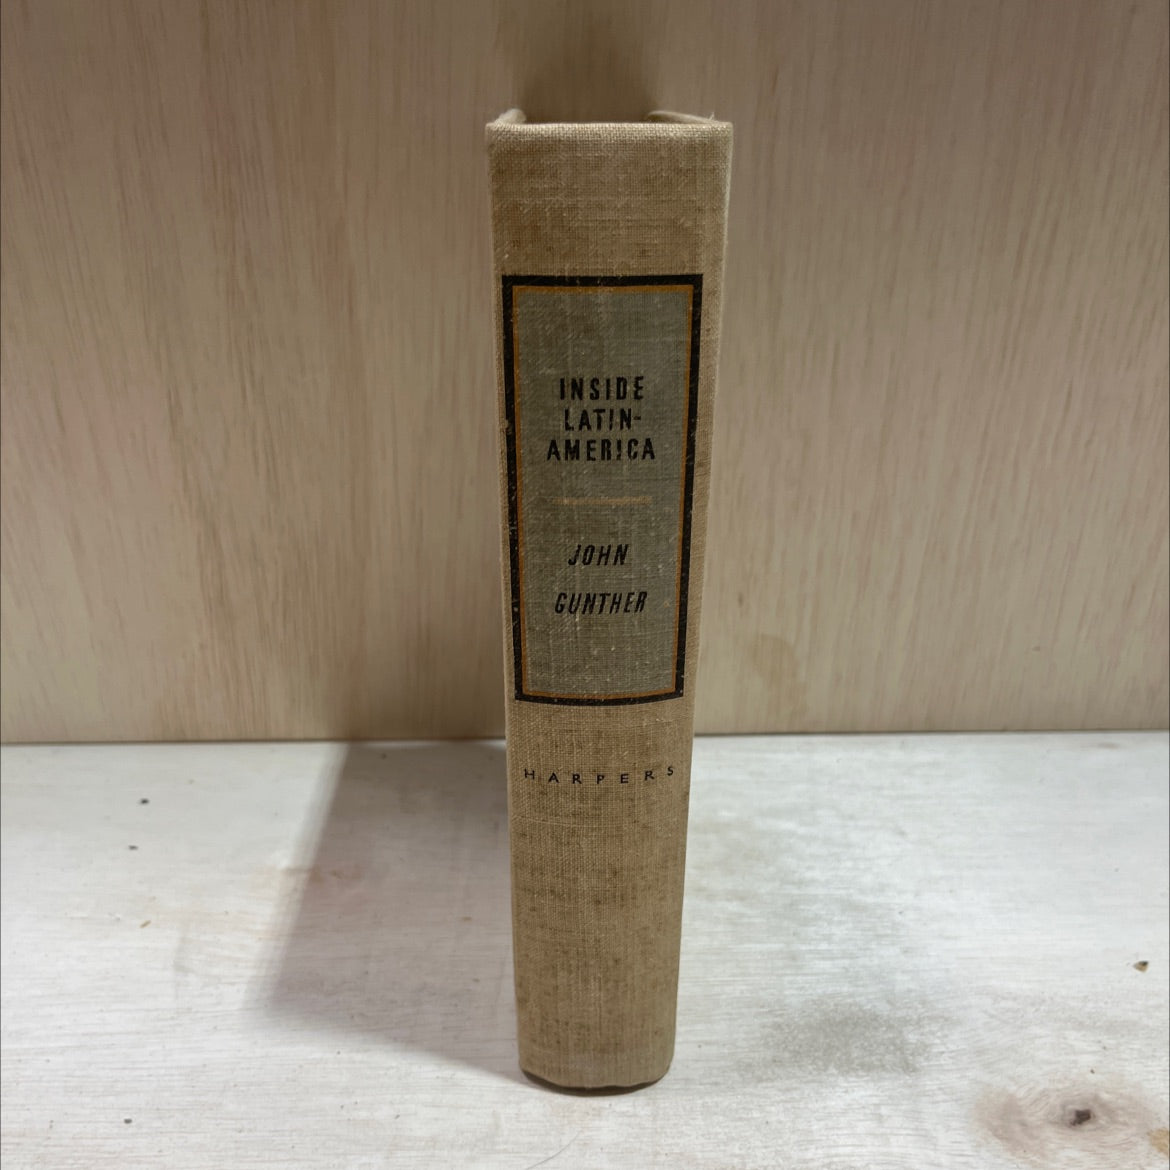 INSIDE
LATIN-
AMERICA
JOHN
GUNTHER
HARPERS